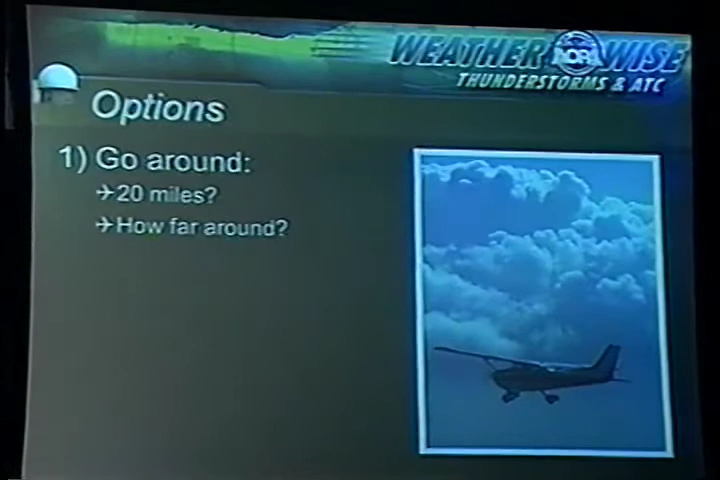 WEATHER WISE
THUNDERSTORMS & ATC
Options
1) Go around:
20 miles?
How far around?